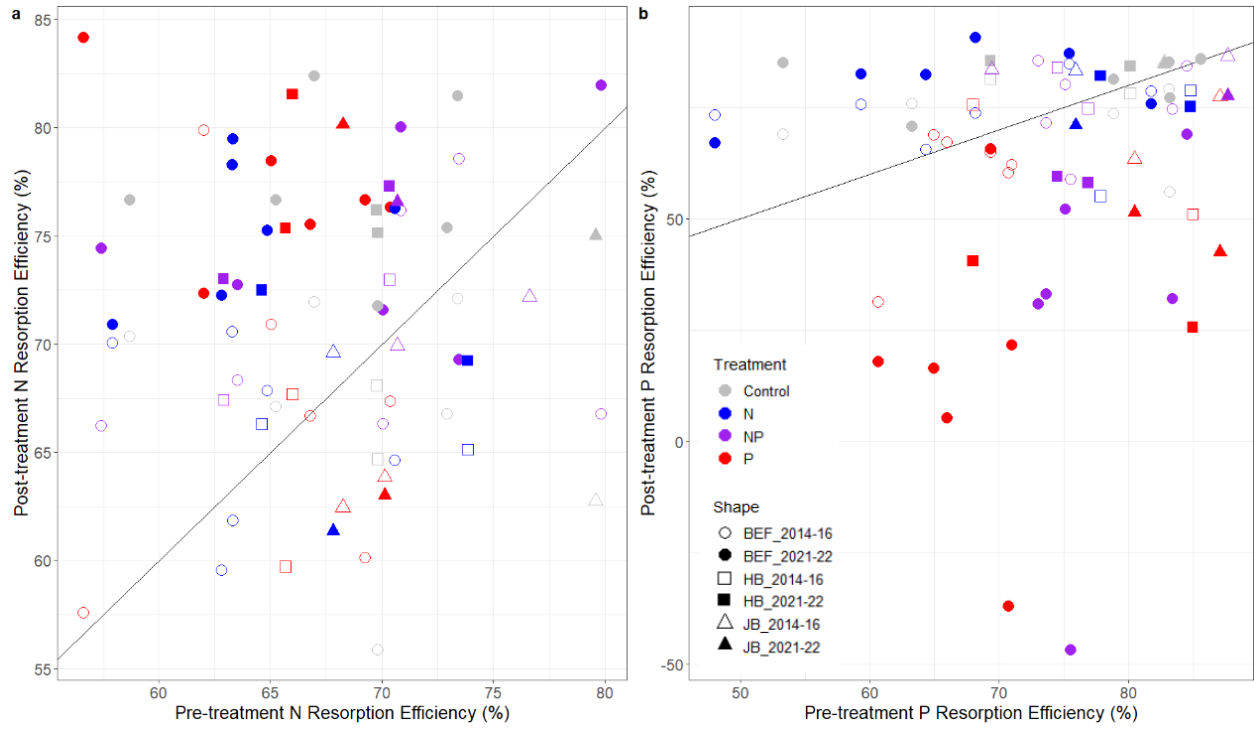 a
85
80
75
70
65
60
55
Post-treatment N Resorption Efficiency (%)
60
65
70
75
80
Pre-treatment N Resorption Efficiency (%)
b
50
0
-50
Post-treatment P Resorption Efficiency (%)
50
60
70
80
Pre-treatment P Resorption Efficiency (%)
Treatment
Control
N
NP
P
Shape
BEF_2014-16
BEF_2021-22
HB_2014-16
HB_2021-22
JB_2014-16
JB_2021-22